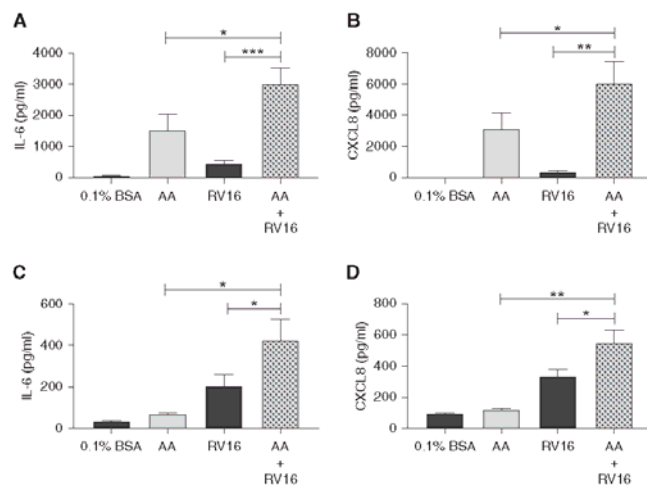 A
4000
3000
2000
1000
0
IL-6 (pg/ml)
*
***
0.1% BSA AA RV16 AA
+
RV16
B
8000
6000
4000
2000
0
CXCL8 (pg/ml)
*
**
0.1% BSA AA RV16 AA
+
RV16
C
600
400
200
0
IL-6 (pg/ml)
*
*
0.1% BSA AA RV16 AA
+
RV16
D
800
600
400
200
0
CXCL8 (pg/ml)
**
*
0.1% BSA AA RV16 AA
+
RV16